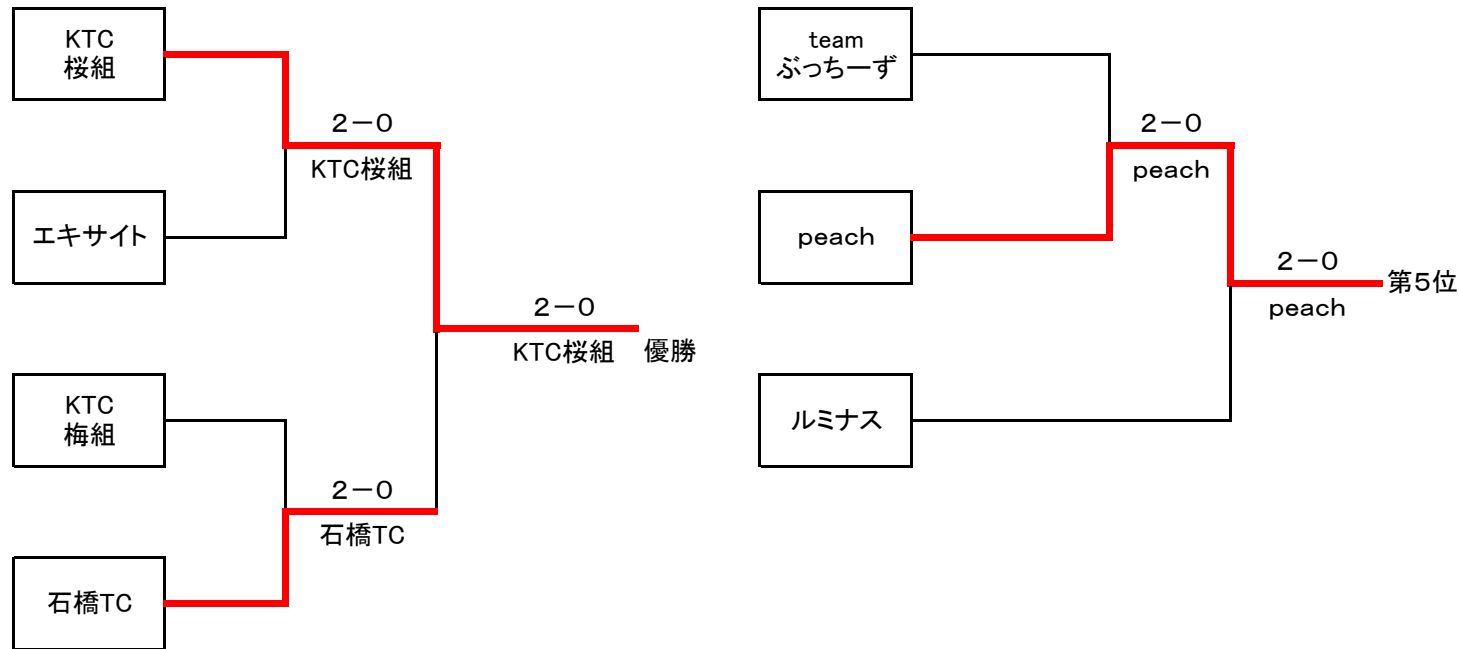 KTC
桜組
2－0
KTC桜組
エキサイト
2－0
KTC桜組 優勝
KTC
梅組
2－0
石橋TC
石橋TC
team
ぶっちーず
2－0
peach
peach
2－0
第5位
peach
ルミナス